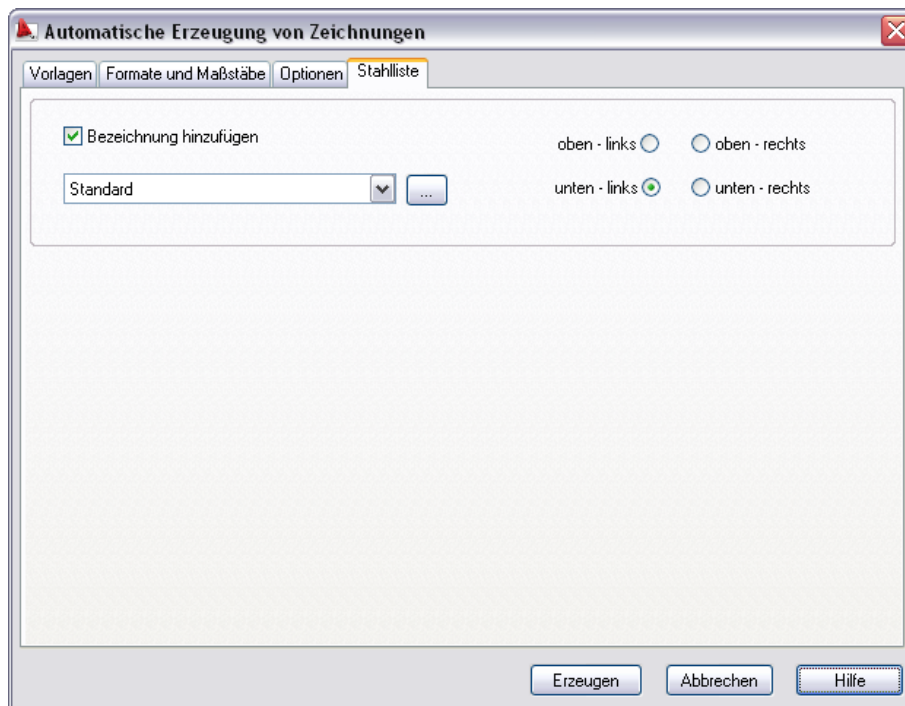 Automatische Erzeugung von Zeichnungen
Vorlagen Formate und Maßstäbe Optionen Stahlliste
Bezeichnung hinzufügen
oben - links oben - rechts
Standard ... unten - links unten - rechts
Erzeugen Abbrechen Hilfe